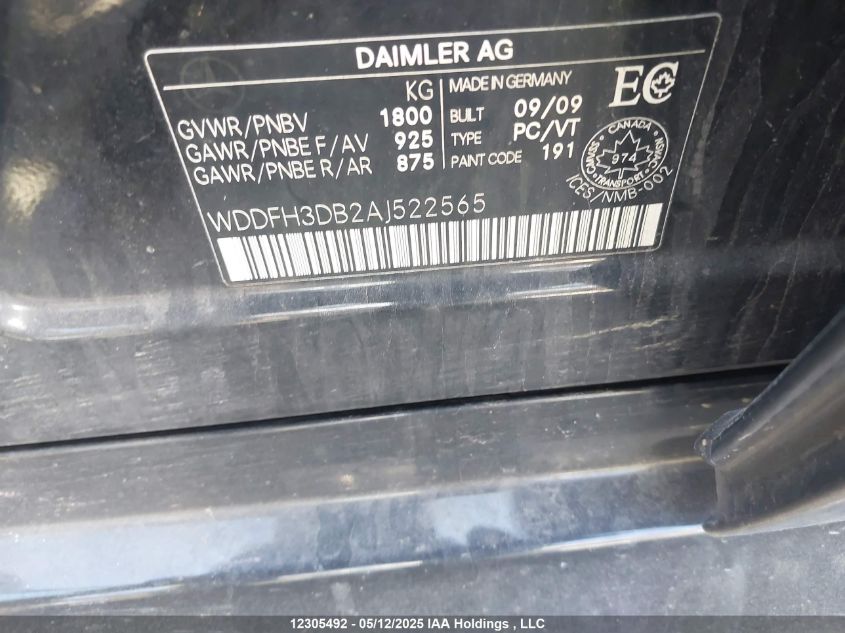 DAIMLER AG
KG
GVWR/PNBV 1800
GAWR/PNBE F/AV 925
GAWR/PNBE R/AR 875
MADE IN GERMANY
BUILT 09/09
TYPE PC/VT
PAINT CODE 191
EC
CANADA
974
TRANSPORT
CMVSS
NSVAC
ICES/NMB-002
WDDFH3DB2AJ522565
12305492 - 05/12/2025 IAA Holdings , LLC